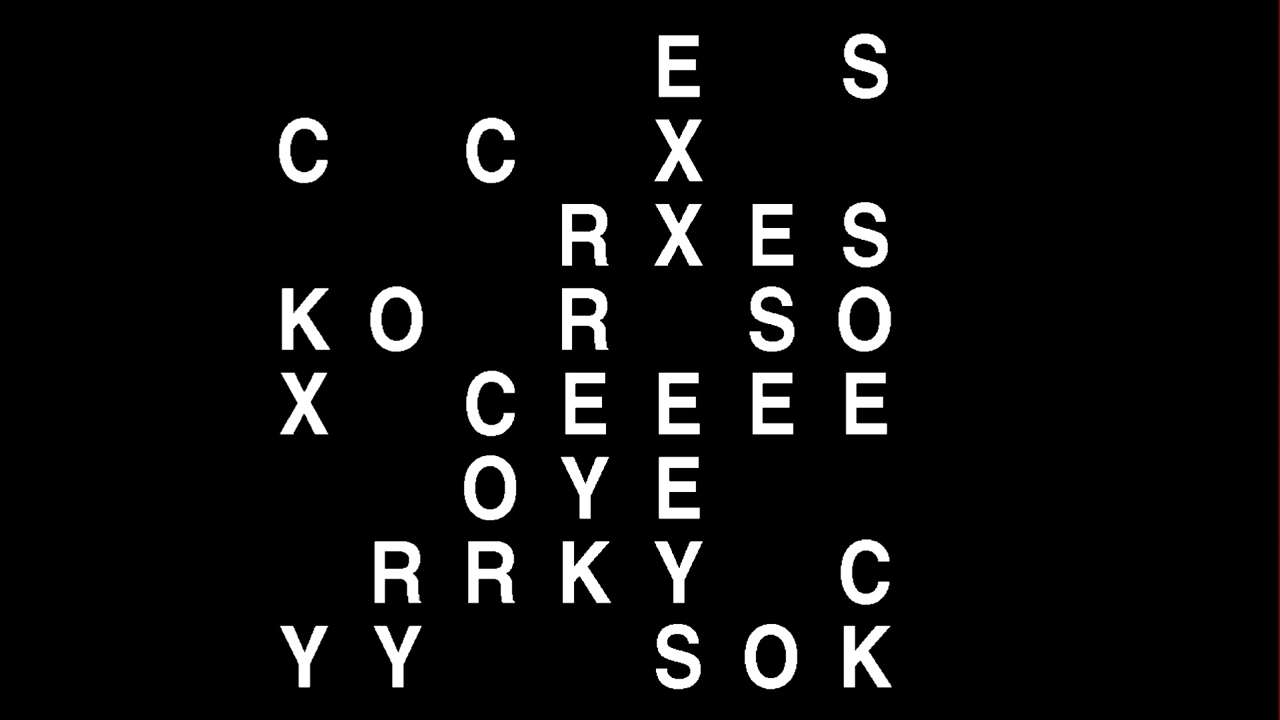 E S
C C X
R X E S
K O R S O
X C E E E E
O Y E
R R K Y C
Y Y S O K